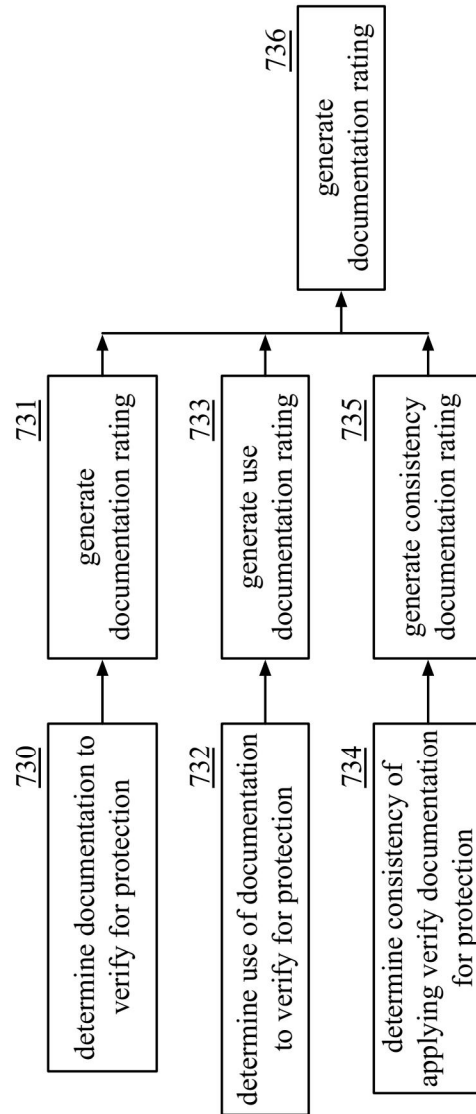 730
determine documentation to
verify for protection
731
generate
documentation rating
732
determine use of documentation
to verify for protection
733
generate use
documentation rating
734
determine consistency of
applying verify documentation
for protection
735
generate consistency
documentation rating
736
generate
documentation rating